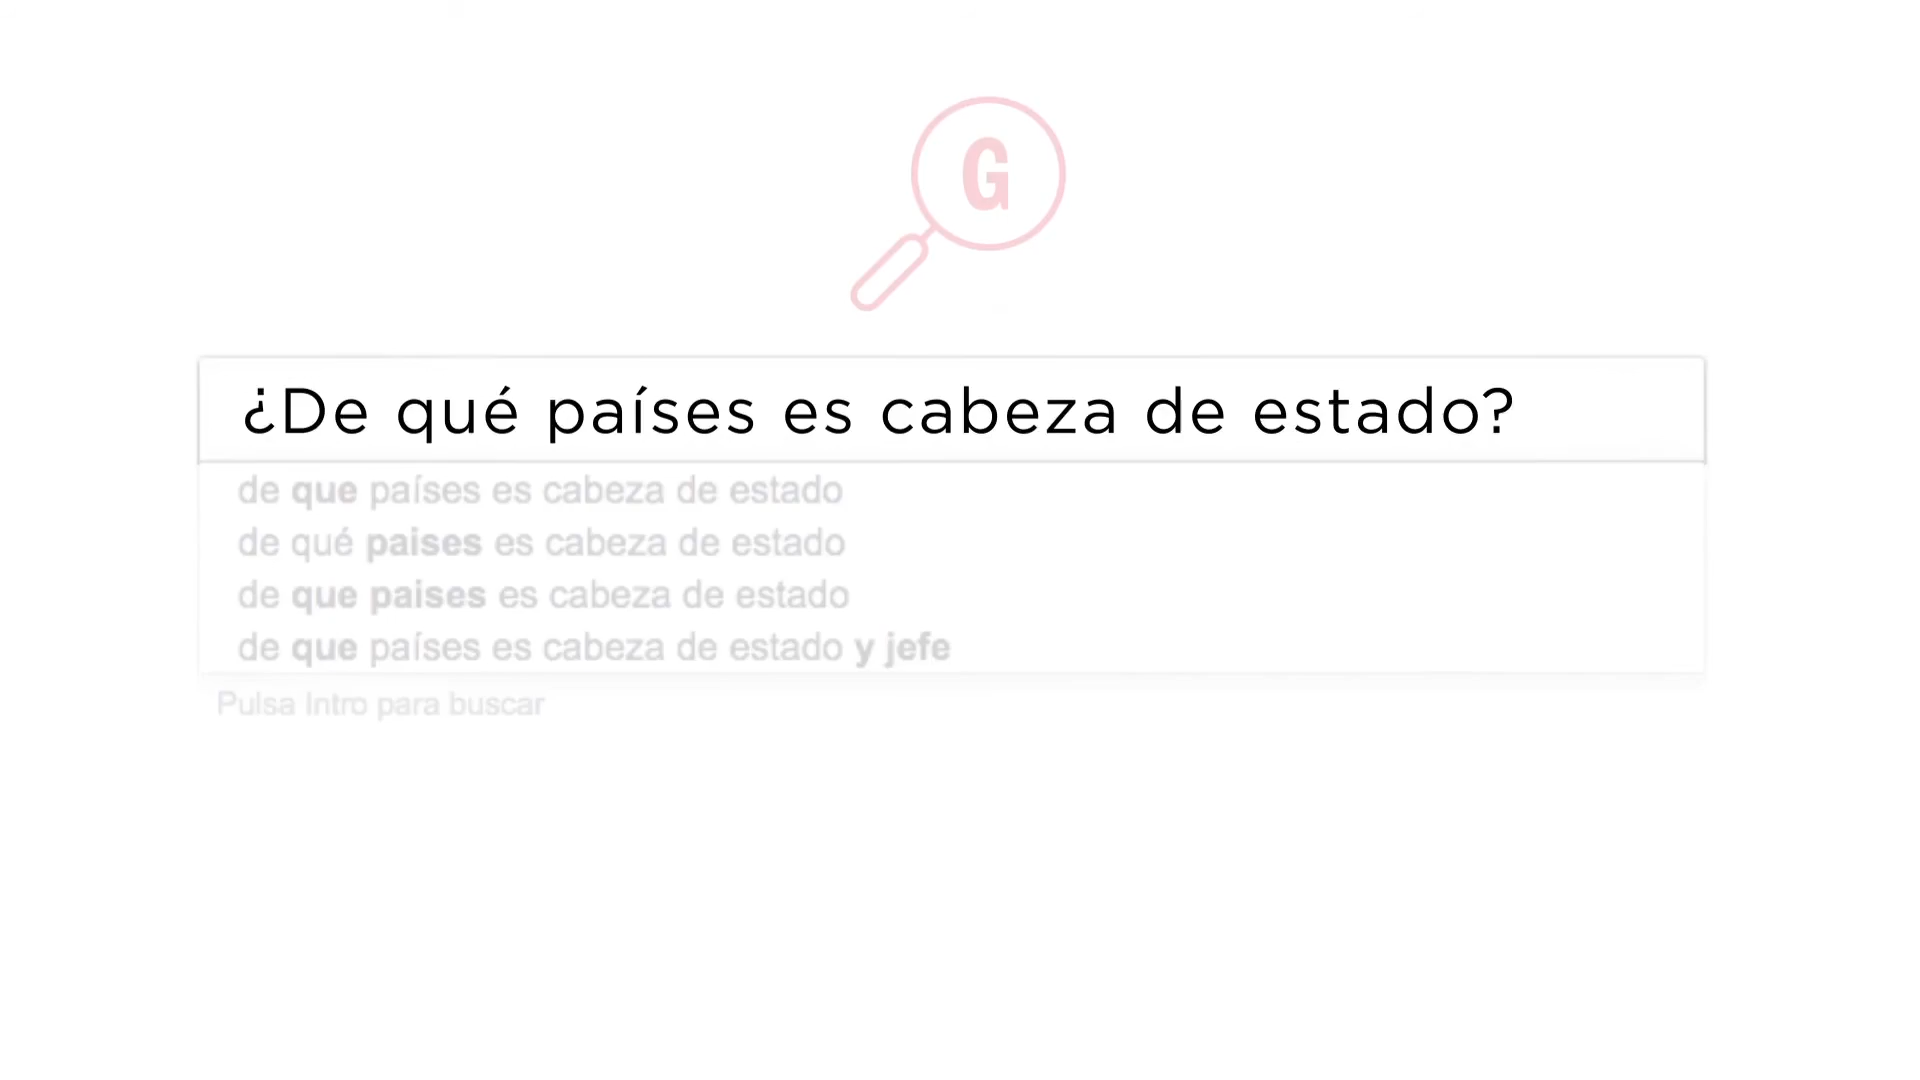 G
¿De qué países es cabeza de estado?
de que países es cabeza de estado
de qué paises es cabeza de estado
de que paises es cabeza de estado
de que países es cabeza de estado y jefe
Pulsa Intro para buscar